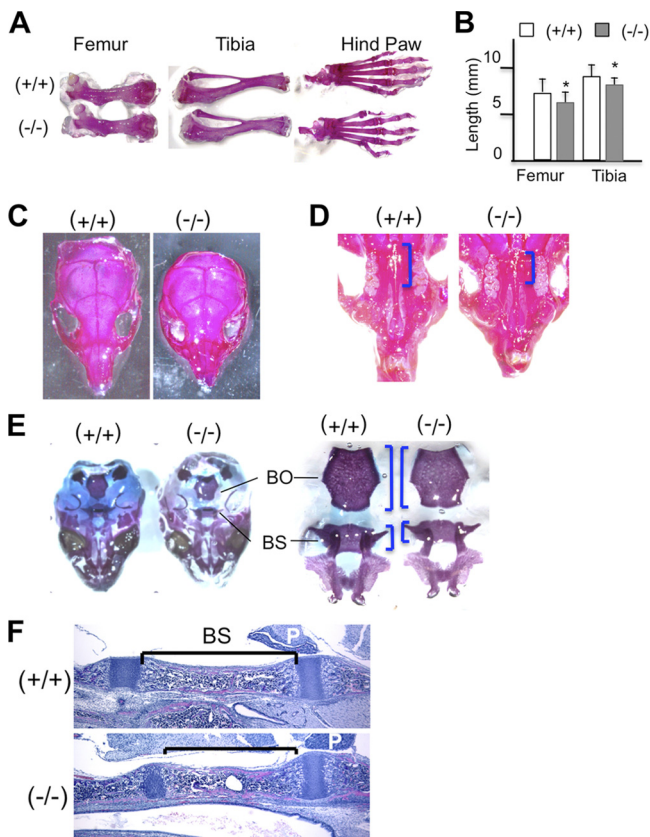 A
Femur Tibia Hind Paw
(+/+)
(-/-)
B
(+/+) (-/-)
Length (mm)
10
5
0
* *
Femur Tibia
C
(+/+) (-/-)
D
(+/+) (-/-)
E
(+/+) (-/-) (+/+) (-/-)
BO
BS
F
BS P
(+/+)
P
(-/-)